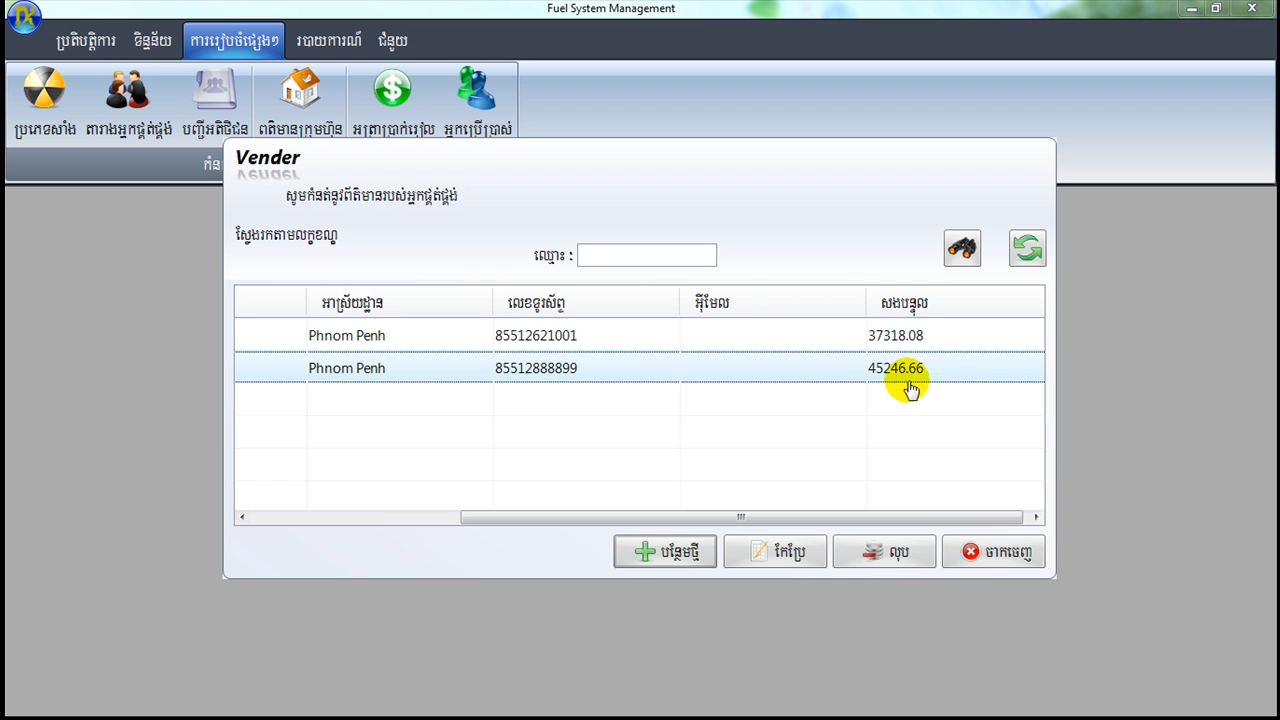 Fuel System Management
ប្រតិបត្តិការ ទិន្នន័យ ការរៀបចំផ្សេងៗ របាយការណ៍ ជំនួយ
ប្រភេទសាំង តារាងអ្នកផ្គត់ផ្គង់ បញ្ជីអតិថិជន ពត៌មានក្រុមហ៊ុន អត្រាប្រាក់រៀល អ្នកប្រើប្រាស់
កំន
Vender
សូមកំនត់នូវព័ត៌មានរបស់អ្នកផ្គត់ផ្គង់
ស្វែងរកតាមលក្ខខណ្ឌ
ឈ្មោះ :
អាស្រ័យដ្ឋាន លេខទូរស័ព្ទ អ៊ីមែល សងបន្ទុល
Phnom Penh 85512621001 37318.08
Phnom Penh 85512888899 45246.66
បន្ថែមថ្មី កែប្រែ លុប ចាកចេញ